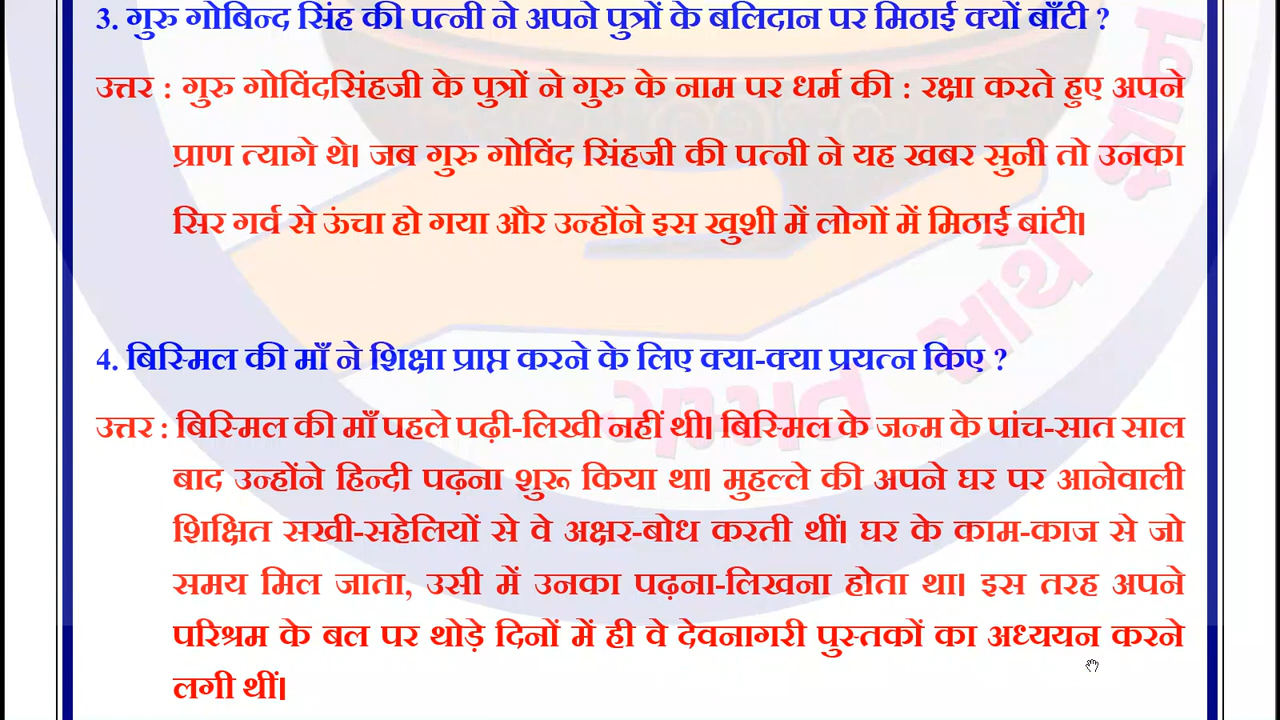 3. गुरु गोबिन्द सिंह की पत्नी ने अपने पुत्रों के बलिदान पर मिठाई क्यों बाँटी ?
उत्तर : गुरु गोविंदसिंहजी के पुत्रों ने गुरु के नाम पर धर्म की : रक्षा करते हुए अपने
प्राण त्यागे थे। जब गुरु गोविंद सिंहजी की पत्नी ने यह खबर सुनी तो उनका
सिर गर्व से ऊंचा हो गया और उन्होंने इस खुशी में लोगों में मिठाई बांटी।
4. बिस्मिल की माँ ने शिक्षा प्राप्त करने के लिए क्या-क्या प्रयत्न किए ?
उत्तर : बिस्मिल की माँ पहले पढ़ी-लिखी नहीं थी। बिस्मिल के जन्म के पांच-सात साल
बाद उन्होंने हिन्दी पढ़ना शुरू किया था। मुहल्ले की अपने घर पर आनेवाली
शिक्षित सखी-सहेलियों से वे अक्षर-बोध करती थीं। घर के काम-काज से जो
समय मिल जाता, उसी में उनका पढ़ना-लिखना होता था। इस तरह अपने
परिश्रम के बल पर थोड़े दिनों में ही वे देवनागरी पुस्तकों का अध्ययन करने
लगी थीं।